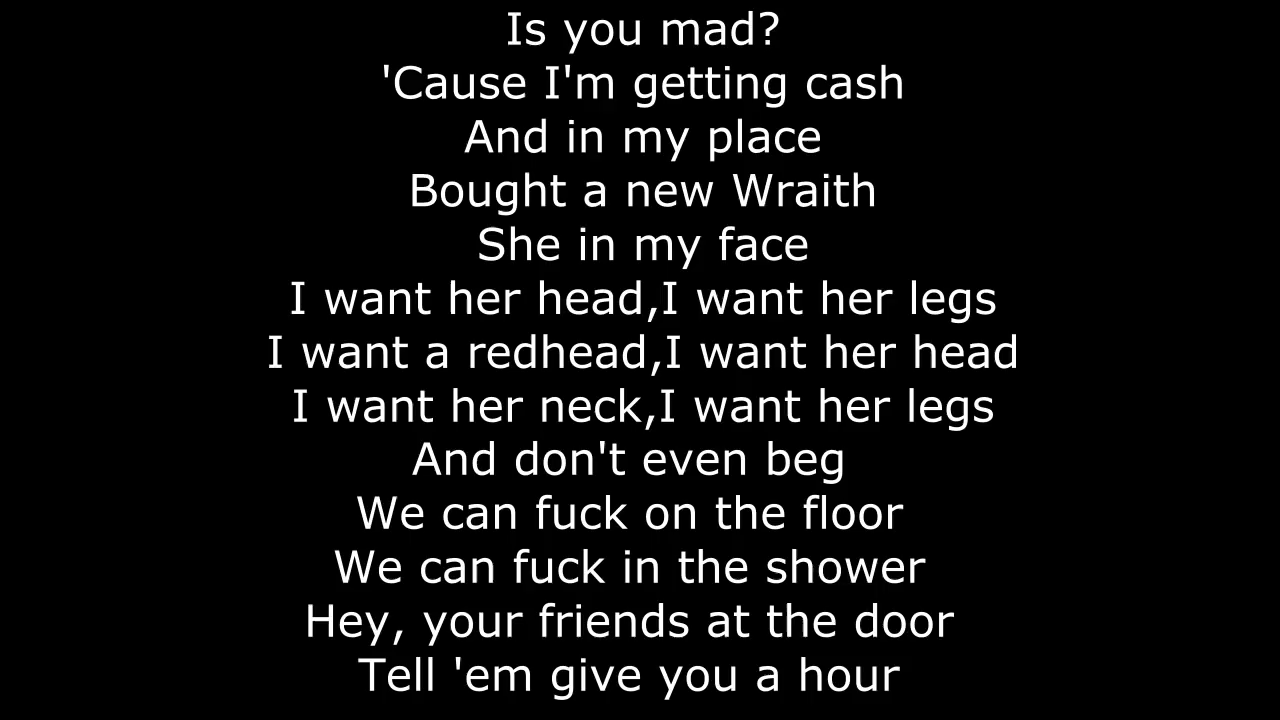 Is you mad?
'Cause I'm getting cash
And in my place
Bought a new Wraith
She in my face
I want her head,I want her legs
I want a redhead,I want her head
I want her neck,I want her legs
And don't even beg
We can fuck on the floor
We can fuck in the shower
Hey, your friends at the door
Tell 'em give you a hour